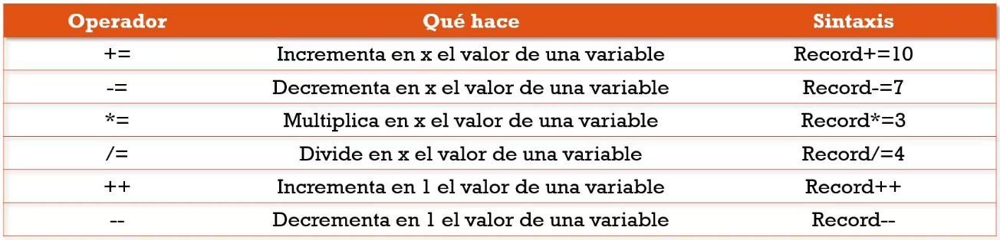 Operador Qué hace Sintaxis
+= Incrementa en x el valor de una variable Record+=10
-= Decrementa en x el valor de una variable Record-=7
*= Multiplica en x el valor de una variable Record*=3
/= Divide en x el valor de una variable Record/=4
++ Incrementa en 1 el valor de una variable Record++
-- Decrementa en 1 el valor de una variable Record--